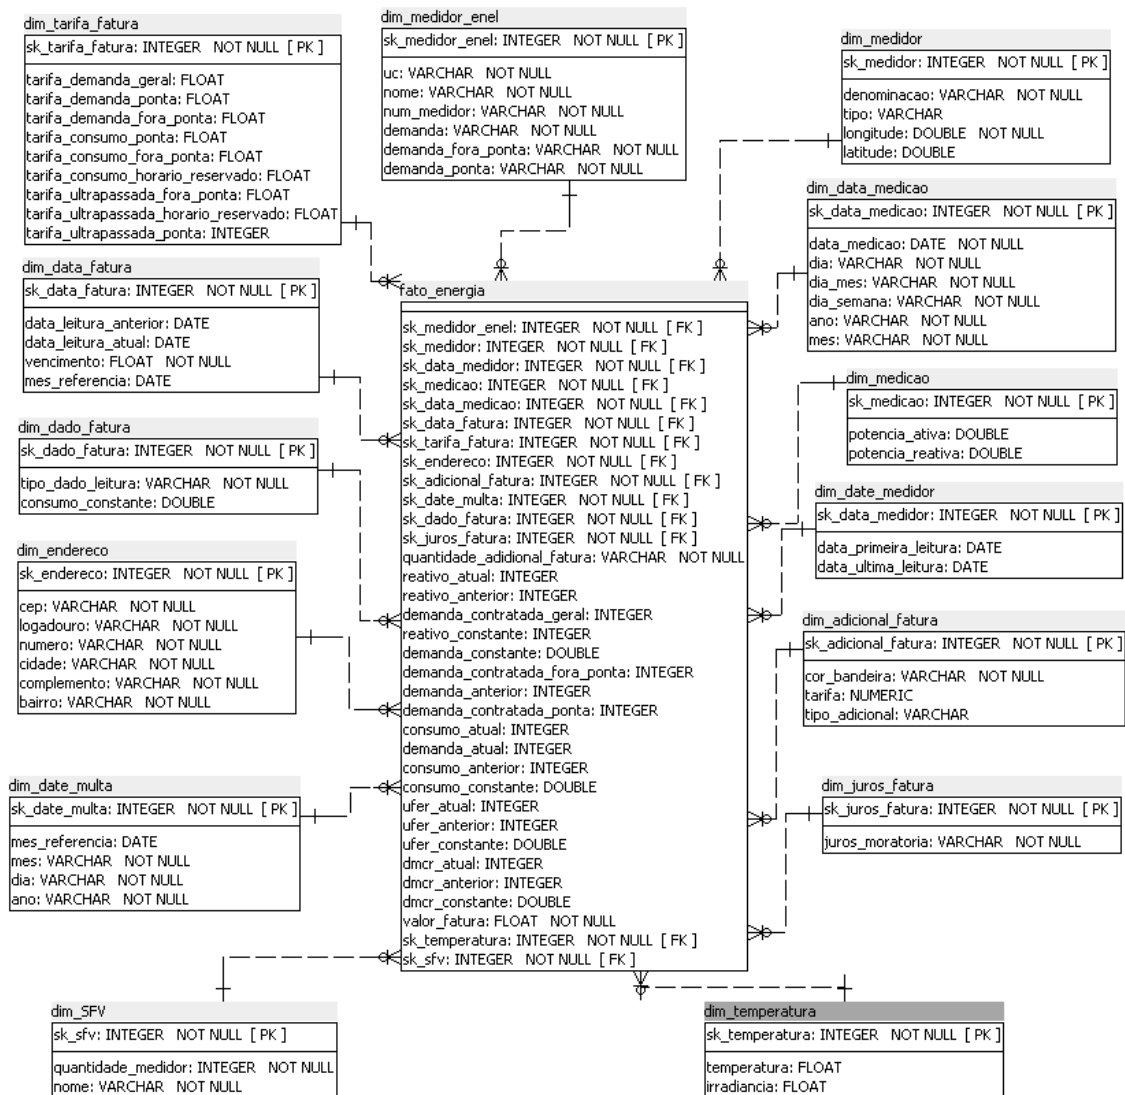 dim_tarifa_fatura
sk_tarifa_fatura: INTEGER NOT NULL [ PK ]
tarifa_demanda_geral: FLOAT
tarifa_demanda_ponta: FLOAT
tarifa_demanda_fora_ponta: FLOAT
tarifa_consumo_ponta: FLOAT
tarifa_consumo_fora_ponta: FLOAT
tarifa_consumo_horario_reservado: FLOAT
tarifa_ultrapassada_fora_ponta: FLOAT
tarifa_ultrapassada_horario_reservado: FLOAT
tarifa_ultrapassada_ponta: INTEGER
dim_medidor_enel
sk_medidor_enel: INTEGER NOT NULL [ PK ]
uc: VARCHAR NOT NULL
nome: VARCHAR NOT NULL
num_medidor: VARCHAR NOT NULL
demanda: VARCHAR NOT NULL
demanda_fora_ponta: VARCHAR NOT NULL
demanda_ponta: VARCHAR NOT NULL
dim_medidor
sk_medidor: INTEGER NOT NULL [ PK ]
denominacao: VARCHAR NOT NULL
tipo: VARCHAR
longitude: DOUBLE NOT NULL
latitude: DOUBLE
dim_data_medicao
sk_data_medicao: INTEGER NOT NULL [ PK ]
data_medicao: DATE NOT NULL
dia: VARCHAR NOT NULL
dia_mes: VARCHAR NOT NULL
dia_semana: VARCHAR NOT NULL
ano: VARCHAR NOT NULL
mes: VARCHAR NOT NULL
dim_data_fatura
sk_data_fatura: INTEGER NOT NULL [ PK ]
data_leitura_anterior: DATE
data_leitura_atual: DATE
vencimento: FLOAT NOT NULL
mes_referencia: DATE
fato_energia
sk_medidor_enel: INTEGER NOT NULL [ FK ]
sk_medidor: INTEGER NOT NULL [ FK ]
sk_data_medidor: INTEGER NOT NULL [ FK ]
sk_medicao: INTEGER NOT NULL [ FK ]
sk_data_medicao: INTEGER NOT NULL [ FK ]
sk_data_fatura: INTEGER NOT NULL [ FK ]
sk_tarifa_fatura: INTEGER NOT NULL [ FK ]
sk_endereco: INTEGER NOT NULL [ FK ]
sk_adicional_fatura: INTEGER NOT NULL [ FK ]
sk_date_multa: INTEGER NOT NULL [ FK ]
sk_dado_fatura: INTEGER NOT NULL [ FK ]
sk_juros_fatura: INTEGER NOT NULL [ FK ]
quantidade_adidional_fatura: VARCHAR NOT NULL
reativo_atual: INTEGER
reativo_anterior: INTEGER
demanda_contratada_geral: INTEGER
reativo_constante: INTEGER
demanda_constante: DOUBLE
demanda_contratada_fora_ponta: INTEGER
demanda_anterior: INTEGER
demanda_contratada_ponta: INTEGER
consumo_atual: INTEGER
demanda_atual: INTEGER
consumo_anterior: INTEGER
consumo_constante: DOUBLE
ufer_atual: INTEGER
ufer_anterior: INTEGER
ufer_constante: DOUBLE
dmcr_atual: INTEGER
dmcr_anterior: INTEGER
dmcr_constante: DOUBLE
valor_fatura: FLOAT NOT NULL
sk_temperatura: INTEGER NOT NULL [ FK ]
sk_sfv: INTEGER NOT NULL [ FK ]
dim_medicao
sk_medicao: INTEGER NOT NULL [ PK ]
potencia_ativa: DOUBLE
potencia_reativa: DOUBLE
dim_dado_fatura
sk_dado_fatura: INTEGER NOT NULL [ PK ]
tipo_dado_leitura: VARCHAR NOT NULL
consumo_constante: DOUBLE
dim_date_medidor
sk_data_medidor: INTEGER NOT NULL [ PK ]
data_primeira_leitura: DATE
data_ultima_leitura: DATE
dim_endereco
sk_endereco: INTEGER NOT NULL [ PK ]
cep: VARCHAR NOT NULL
logadouro: VARCHAR NOT NULL
numero: VARCHAR NOT NULL
cidade: VARCHAR NOT NULL
complemento: VARCHAR NOT NULL
bairro: VARCHAR NOT NULL
dim_adicional_fatura
sk_adicional_fatura: INTEGER NOT NULL [ PK ]
cor_bandeira: VARCHAR NOT NULL
tarifa: NUMERIC
tipo_adicional: VARCHAR
dim_date_multa
sk_date_multa: INTEGER NOT NULL [ PK ]
mes_referencia: DATE
mes: VARCHAR NOT NULL
dia: VARCHAR NOT NULL
ano: VARCHAR NOT NULL
dim_juros_fatura
sk_juros_fatura: INTEGER NOT NULL [ PK ]
juros_moratoria: VARCHAR NOT NULL
dim_SFV
sk_sfv: INTEGER NOT NULL [ PK ]
quantidade_medidor: INTEGER NOT NULL
nome: VARCHAR NOT NULL
dim_temperatura
sk_temperatura: INTEGER NOT NULL [ PK ]
temperatura: FLOAT
irradiancia: FLOAT